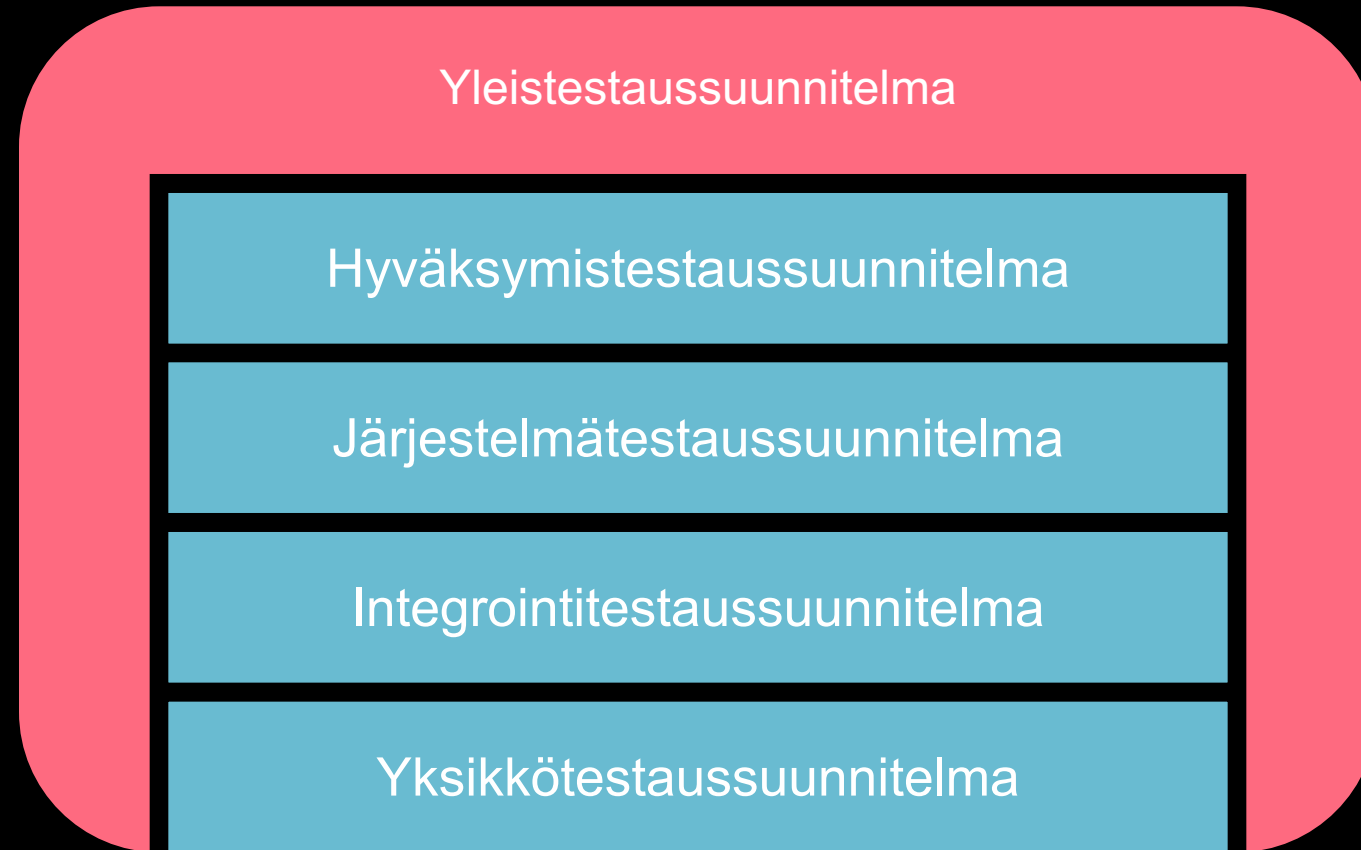 Yleistestaussuunnitelma
Hyväksymistestaussuunnitelma
Järjestelmätestaussuunnitelma
Integrointitestaussuunnitelma
Yksikkötestaussuunnitelma